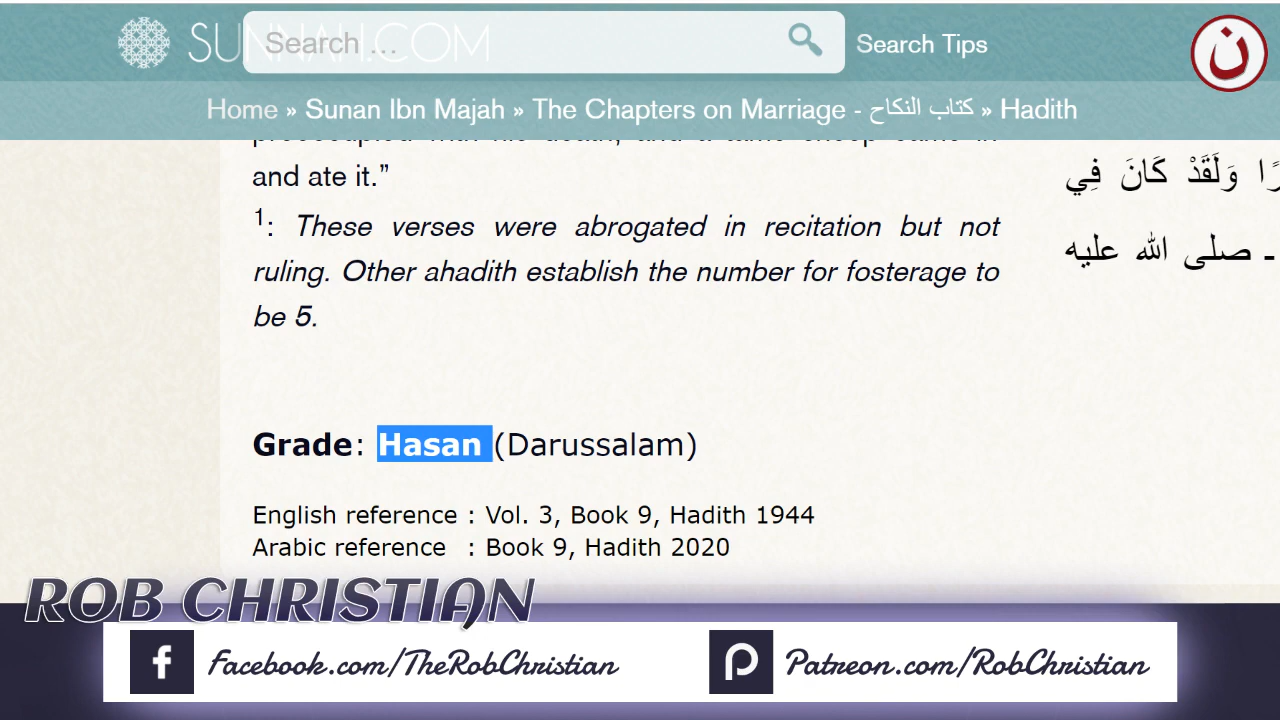 SUNNAH.COM
Search ...
Search Tips
ن
Home » Sunan Ibn Majah » The Chapters on Marriage - كتاب النكاح » Hadith
and ate it.”
1: These verses were abrogated in recitation but not
ruling. Other ahadith establish the number for fosterage to
be 5.
رًا وَلَقَدْ كَانَ فِي
ـ صلى الله عليه
Grade: Hasan (Darussalam)
English reference : Vol. 3, Book 9, Hadith 1944
Arabic reference : Book 9, Hadith 2020
ROB CHRISTIAN
Facebook.com/TheRobChristian
Patreon.com/RobChristian